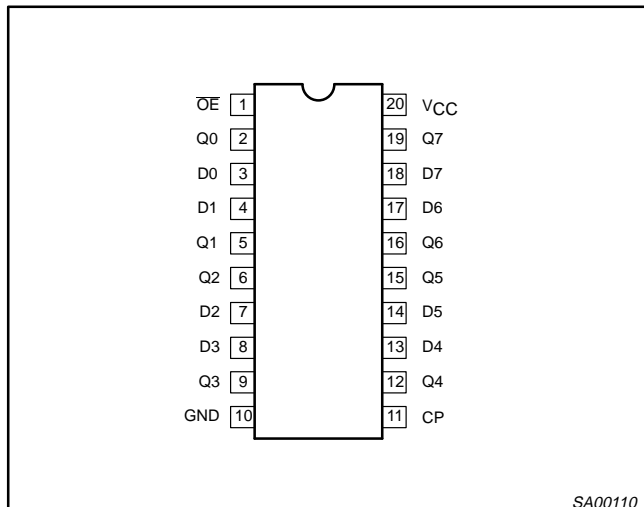 O̅E̅ 1 20 VCC
Q0 2 19 Q7
D0 3 18 D7
D1 4 17 D6
Q1 5 16 Q6
Q2 6 15 Q5
D2 7 14 D5
D3 8 13 D4
Q3 9 12 Q4
GND 10 11 CP
SA00110